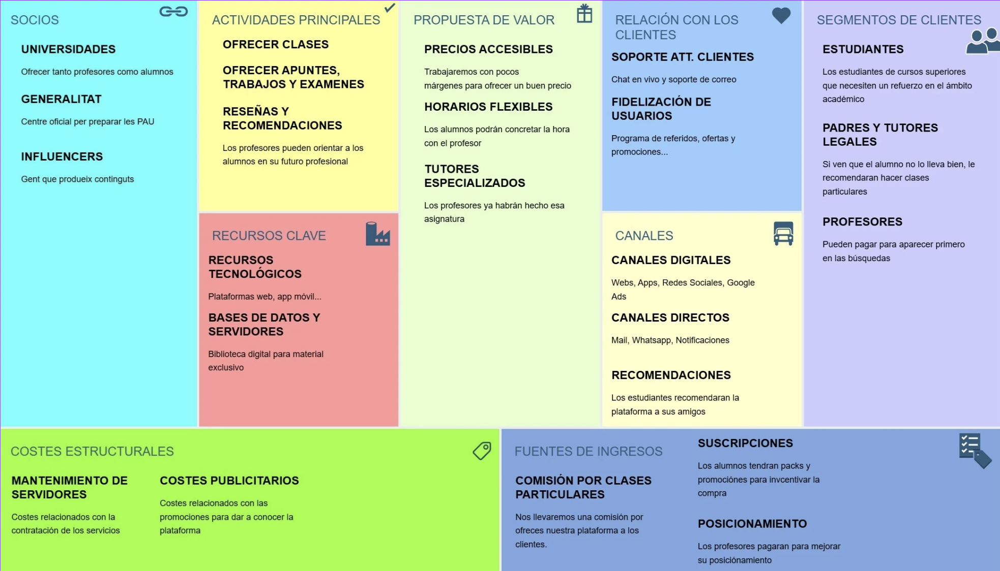 SOCIOS
UNIVERSIDADES
Ofrecer tanto profesores como alumnos
GENERALITAT
Centre oficial per preparar les PAU
INFLUENCERS
Gent que produeix continguts
ACTIVIDADES PRINCIPALES
OFRECER CLASES
OFRECER APUNTES,
TRABAJOS Y EXAMENES
RESEÑAS Y
RECOMENDACIONES
Los profesores pueden orientar a los
alumnos en su futuro profesional
RECURSOS CLAVE
RECURSOS
TECNOLÓGICOS
Plataformas web, app móvil...
BASES DE DATOS Y
SERVIDORES
Biblioteca digital para material
exclusivo
PROPUESTA DE VALOR
PRECIOS ACCESIBLES
Trabajaremos con pocos
márgenes para ofrecer un buen precio
HORARIOS FLEXIBLES
Los alumnos podrán concretar la hora
con el profesor
TUTORES
ESPECIALIZADOS
Los profesores ya habrán hecho esa
asignatura
RELACIÓN CON LOS
CLIENTES
SOPORTE ATT. CLIENTES
Chat en vivo y soporte de correo
FIDELIZACIÓN DE
USUARIOS
Programa de referidos, ofertas y
promociones...
CANALES
CANALES DIGITALES
Webs, Apps, Redes Sociales, Google
Ads
CANALES DIRECTOS
Mail, Whatsapp, Notificaciones
RECOMENDACIONES
Los estudiantes recomendaran la
plataforma a sus amigos
SEGMENTOS DE CLIENTES
ESTUDIANTES
Los estudiantes de cursos superiores
que necesiten un refuerzo en el ámbito
académico
PADRES Y TUTORES
LEGALES
Si ven que el alumno no lo lleva bien, le
recomendaran hacer clases
particulares
PROFESORES
Pueden pagar para aparecer primero
en las búsquedas
COSTES ESTRUCTURALES
MANTENIMIENTO DE
SERVIDORES
Costes relacionados con la
contratación de los servicios
COSTES PUBLICITARIOS
Costes relacionados con las
promociones para dar a conocer la
plataforma
FUENTES DE INGRESOS
COMISIÓN POR CLASES
PARTICULARES
Nos llevaremos una comisión por
ofreces nuestra plataforma a los
clientes.
SUSCRIPCIONES
Los alumnos tendran packs y
promociónes para invcentivar la
compra
POSICIONAMIENTO
Los profesores pagaran para mejorar
su posiciónamiento